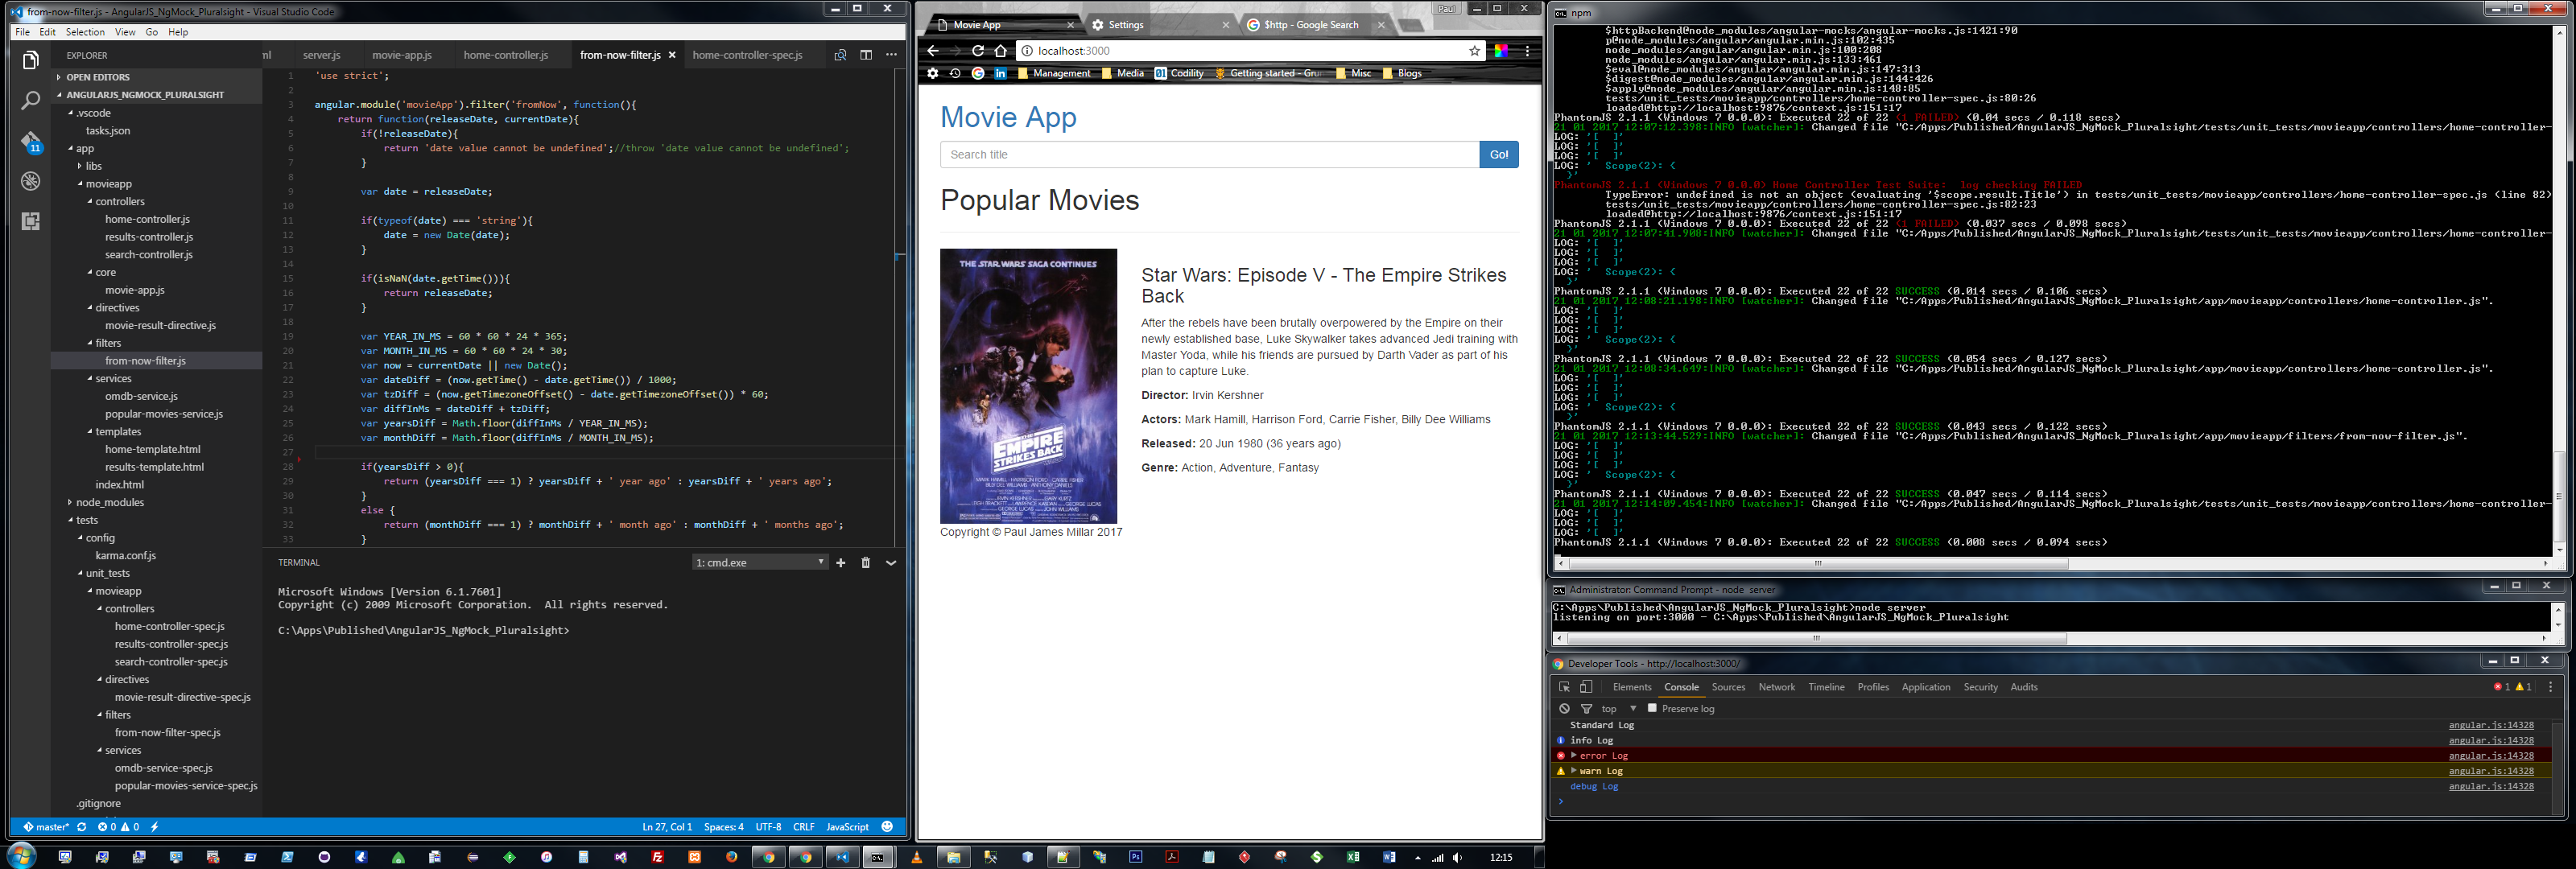 from-now-filter.js - AngularJS_NgMock_Pluralsight - Visual Studio Code
File Edit Selection View Go Help
EXPLORER
OPEN EDITORS
ANGULARJS_NGMOCK_PLURALSIGHT
.vscode
tasks.json
app
libs
movieapp
controllers
home-controller.js
results-controller.js
search-controller.js
core
movie-app.js
directives
movie-result-directive.js
filters
from-now-filter.js
services
omdb-service.js
popular-movies-service.js
templates
home-template.html
results-template.html
index.html
node_modules
tests
config
karma.conf.js
unit_tests
movieapp
controllers
home-controller-spec.js
results-controller-spec.js
search-controller-spec.js
directives
movie-result-directive-spec.js
filters
from-now-filter-spec.js
services
omdb-service-spec.js
popular-movies-service-spec.js
.gitignore
11
ml server.js movie-app.js home-controller.js from-now-filter.js home-controller-spec.js
1 'use strict';
2
3 angular.module('movieApp').filter('fromNow', function(){
4 return function(releaseDate, currentDate){
5 if(!releaseDate){
6 return 'date value cannot be undefined';//throw 'date value cannot be undefined';
7 }
8
9 var date = releaseDate;
10
11 if(typeof(date) === 'string'){
12 date = new Date(date);
13 }
14
15 if(isNaN(date.getTime())){
16 return releaseDate;
17 }
18
19 var YEAR_IN_MS = 60 * 60 * 24 * 365;
20 var MONTH_IN_MS = 60 * 60 * 24 * 30;
21 var now = currentDate || new Date();
22 var dateDiff = (now.getTime() - date.getTime()) / 1000;
23 var tzDiff = (now.getTimezoneOffset() - date.getTimezoneOffset()) * 60;
24 var diffInMs = dateDiff + tzDiff;
25 var yearsDiff = Math.floor(diffInMs / YEAR_IN_MS);
26 var monthDiff = Math.floor(diffInMs / MONTH_IN_MS);
27
28 if(yearsDiff > 0){
29 return (yearsDiff === 1) ? yearsDiff + ' year ago' : yearsDiff + ' years ago';
30 }
31 else {
32 return (monthDiff === 1) ? monthDiff + ' month ago' : monthDiff + ' months ago';
33 }
TERMINAL 1: cmd.exe
Microsoft Windows [Version 6.1.7601]
Copyright (c) 2009 Microsoft Corporation. All rights reserved.
C:\Apps\Published\AngularJS_NgMock_Pluralsight>
master* 0 0 Ln 27, Col 1 Spaces: 4 UTF-8 CRLF JavaScript
Movie App Settings $http - Google Search Paul
localhost:3000
Management Media Codility Getting started - Gru Misc Blogs
Movie App
Search title Go!
Popular Movies
THE STAR WARS SAGA CONTINUES
THE EMPIRE STRIKES BACK
Star Wars: Episode V - The Empire Strikes
Back
After the rebels have been brutally overpowered by the Empire on their
newly established base, Luke Skywalker takes advanced Jedi training with
Master Yoda, while his friends are pursued by Darth Vader as part of his
plan to capture Luke.
Director: Irvin Kershner
Actors: Mark Hamill, Harrison Ford, Carrie Fisher, Billy Dee Williams
Released: 20 Jun 1980 (36 years ago)
Genre: Action, Adventure, Fantasy
Copyright © Paul James Millar 2017
npm
$httpBackend@node_modules/angular-mocks/angular-mocks.js:1421:90
p@node_modules/angular/angular.min.js:102:435
node_modules/angular/angular.min.js:100:208
node_modules/angular/angular.min.js:133:461
$eval@node_modules/angular/angular.min.js:147:313
$digest@node_modules/angular/angular.min.js:144:426
$apply@node_modules/angular/angular.min.js:148:85
tests/unit_tests/movieapp/controllers/home-controller-spec.js:80:26
loaded@http://localhost:9876/context.js:151:17
PhantomJS 2.1.1 (Windows 7 0.0.0): Executed 22 of 22 (1 FAILED) (0.04 secs / 0.118 secs)
21 01 2017 12:07:12.398:INFO [watcher]: Changed file "C:/Apps/Published/AngularJS_NgMock_Pluralsight/tests/unit_tests/movieapp/controllers/home-controller-
LOG: '[ ]'
LOG: '[ ]'
LOG: '[ ]'
LOG: ' Scope(2): {
}'
PhantomJS 2.1.1 (Windows 7 0.0.0) Home Controller Test Suite: log checking FAILED
TypeError: undefined is not an object (evaluating '$scope.result.Title') in tests/unit_tests/movieapp/controllers/home-controller-spec.js (line 82)
tests/unit_tests/movieapp/controllers/home-controller-spec.js:82:23
loaded@http://localhost:9876/context.js:151:17
PhantomJS 2.1.1 (Windows 7 0.0.0): Executed 22 of 22 (1 FAILED) (0.037 secs / 0.098 secs)
21 01 2017 12:07:41.908:INFO [watcher]: Changed file "C:/Apps/Published/AngularJS_NgMock_Pluralsight/tests/unit_tests/movieapp/controllers/home-controller-
LOG: '[ ]'
LOG: '[ ]'
LOG: '[ ]'
LOG: ' Scope(2): {
}'
PhantomJS 2.1.1 (Windows 7 0.0.0): Executed 22 of 22 SUCCESS (0.014 secs / 0.106 secs)
21 01 2017 12:08:21.198:INFO [watcher]: Changed file "C:/Apps/Published/AngularJS_NgMock_Pluralsight/app/movieapp/controllers/home-controller.js".
LOG: '[ ]'
LOG: '[ ]'
LOG: '[ ]'
LOG: ' Scope(2): {
}'
PhantomJS 2.1.1 (Windows 7 0.0.0): Executed 22 of 22 SUCCESS (0.054 secs / 0.127 secs)
21 01 2017 12:08:34.649:INFO [watcher]: Changed file "C:/Apps/Published/AngularJS_NgMock_Pluralsight/app/movieapp/controllers/home-controller.js".
LOG: '[ ]'
LOG: '[ ]'
LOG: '[ ]'
LOG: ' Scope(2): {
}'
PhantomJS 2.1.1 (Windows 7 0.0.0): Executed 22 of 22 SUCCESS (0.043 secs / 0.122 secs)
21 01 2017 12:13:44.529:INFO [watcher]: Changed file "C:/Apps/Published/AngularJS_NgMock_Pluralsight/app/movieapp/filters/from-now-filter.js".
LOG: '[ ]'
LOG: '[ ]'
LOG: '[ ]'
LOG: ' Scope(2): {
}'
PhantomJS 2.1.1 (Windows 7 0.0.0): Executed 22 of 22 SUCCESS (0.047 secs / 0.114 secs)
21 01 2017 12:14:09.454:INFO [watcher]: Changed file "C:/Apps/Published/AngularJS_NgMock_Pluralsight/tests/unit_tests/movieapp/controllers/home-controller-
LOG: '[ ]'
LOG: '[ ]'
LOG: '[ ]'
PhantomJS 2.1.1 (Windows 7 0.0.0): Executed 22 of 22 SUCCESS (0.008 secs / 0.094 secs)
Administrator: Command Prompt - node server
C:\Apps\Published\AngularJS_NgMock_Pluralsight>node server
listening on port:3000 - C:\Apps\Published\AngularJS_NgMock_Pluralsight
Developer Tools - http://localhost:3000/
Elements Console Sources Network Timeline Profiles Application Security Audits 1 1
top Preserve log
Standard Log angular.js:14328
info Log angular.js:14328
error Log angular.js:14328
warn Log angular.js:14328
debug Log angular.js:14328
12:15